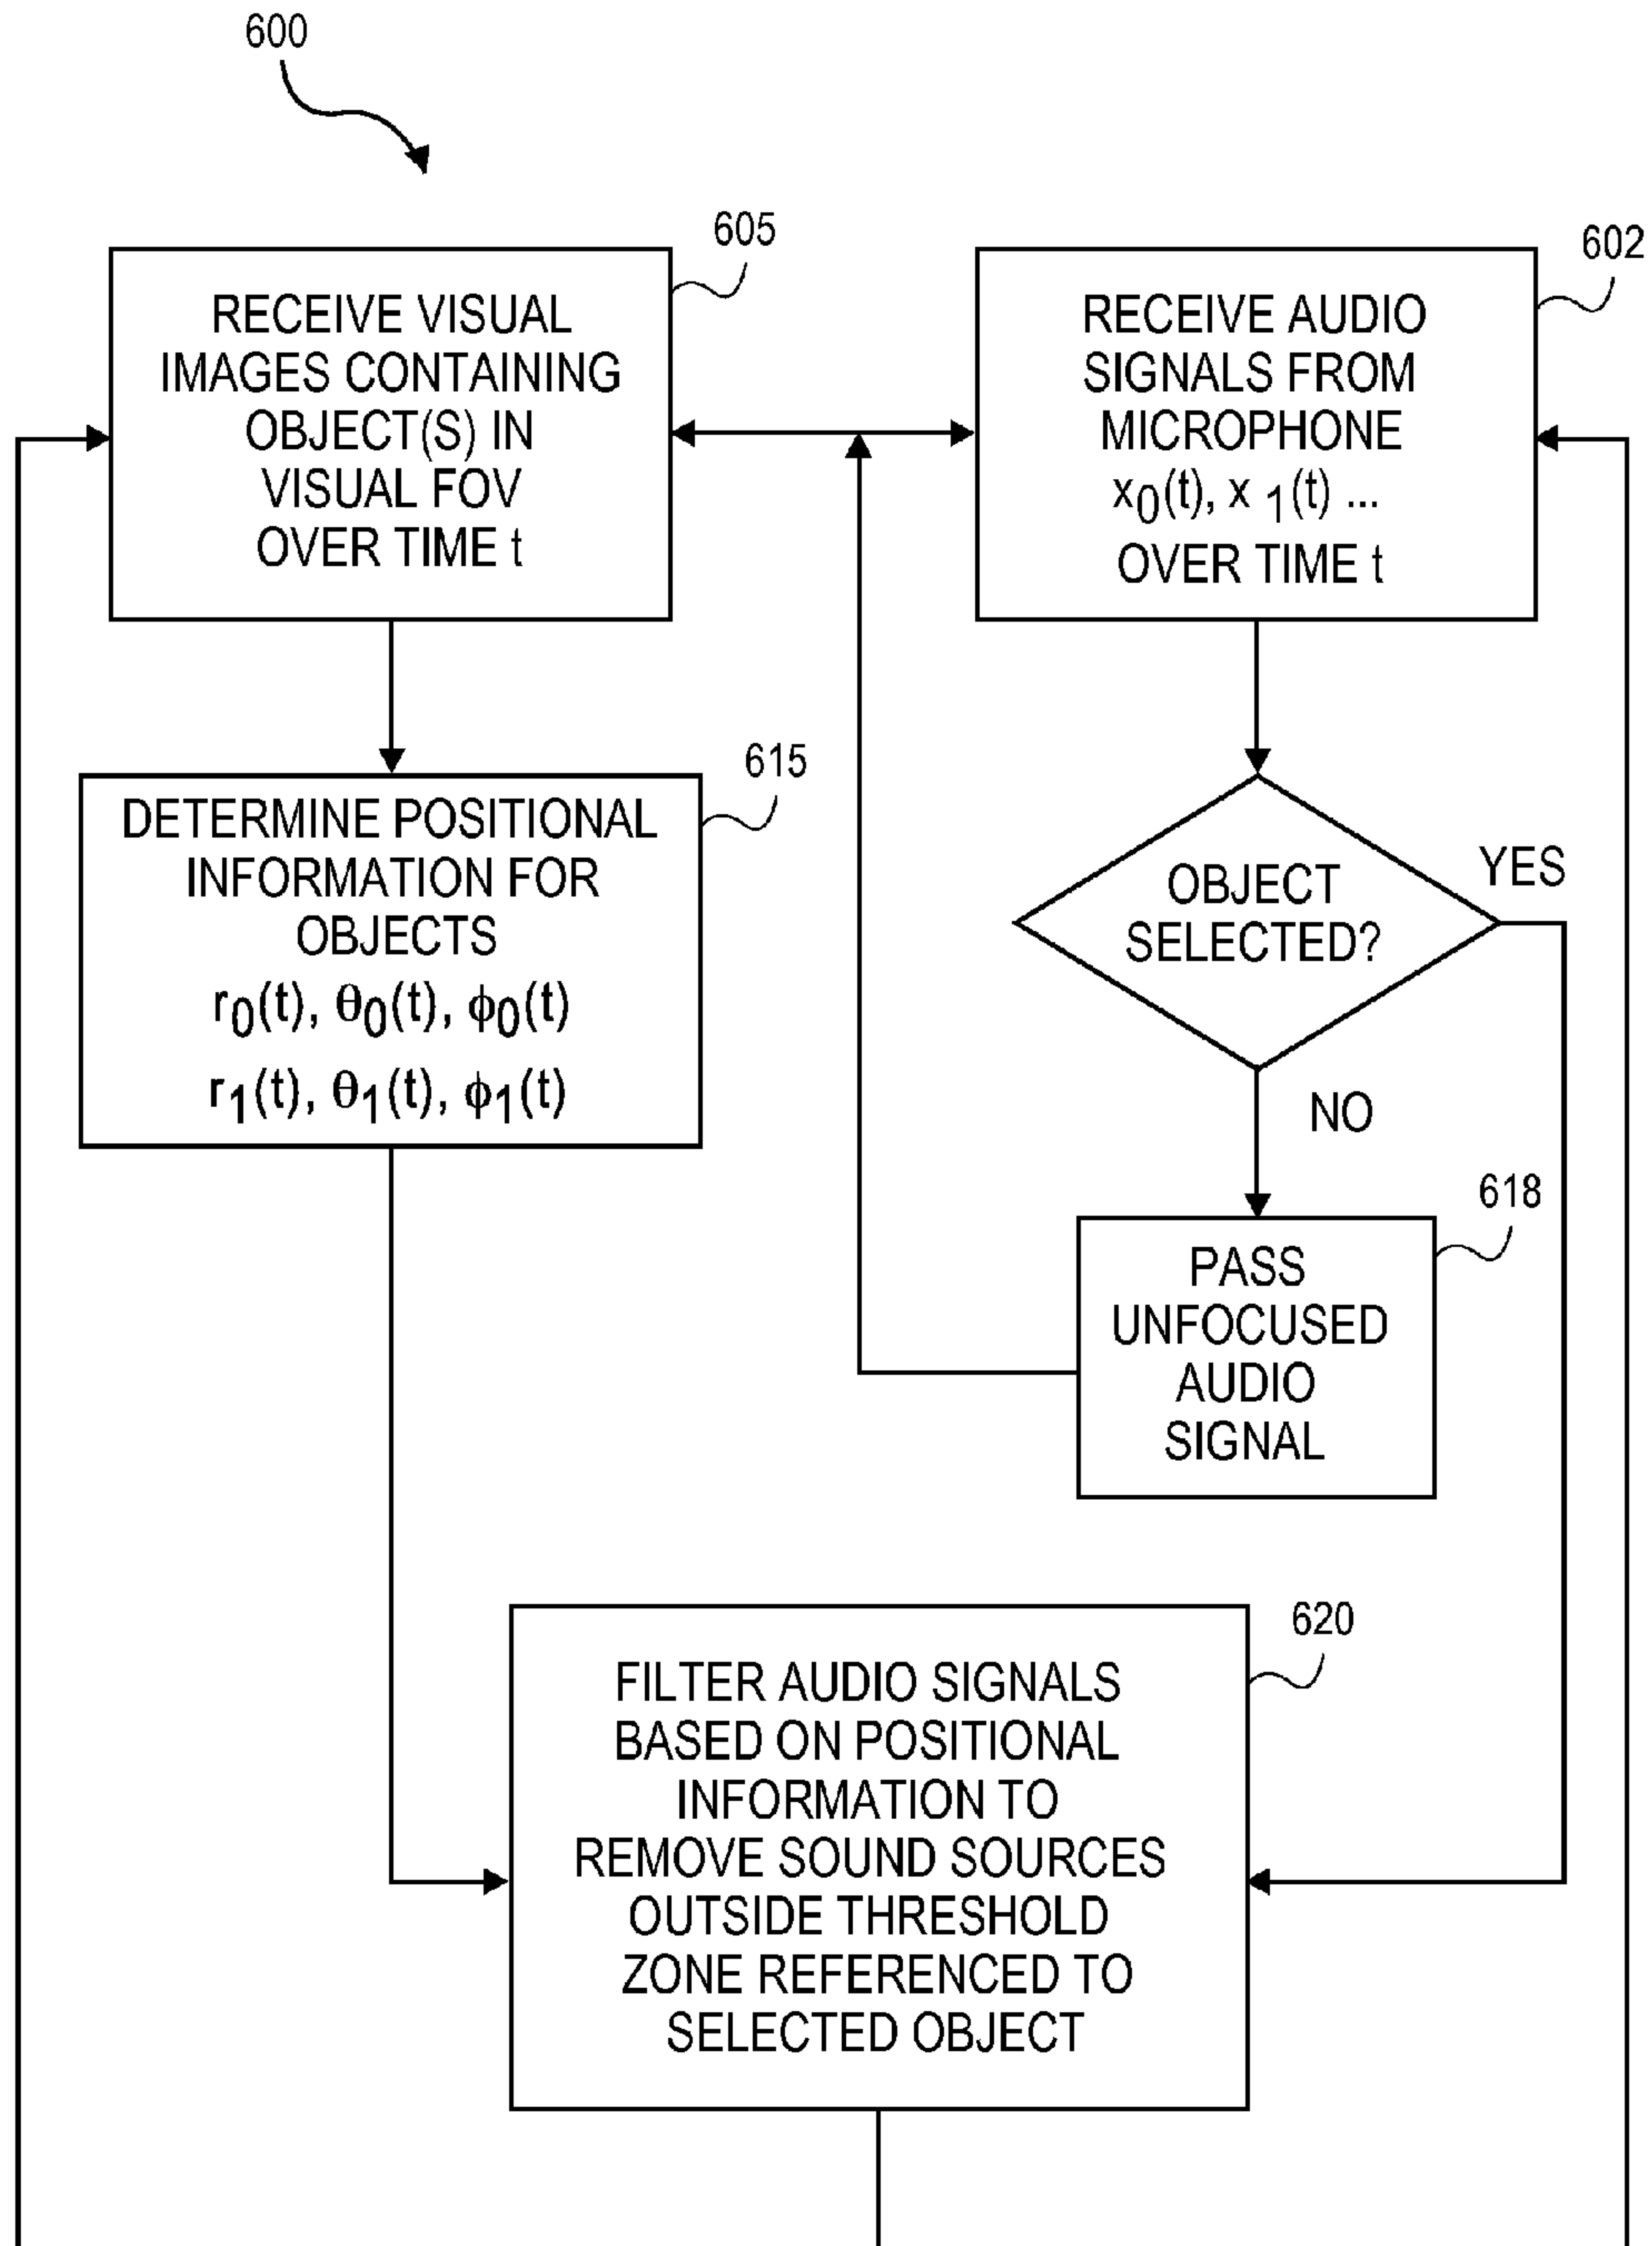 600
605
RECEIVE VISUAL
IMAGES CONTAINING
OBJECT(S) IN
VISUAL FOV
OVER TIME t
602
RECEIVE AUDIO
SIGNALS FROM
MICROPHONE
x₀(t), x ₁(t) ...
OVER TIME t
615
DETERMINE POSITIONAL
INFORMATION FOR
OBJECTS
r₀(t), θ₀(t), ϕ₀(t)
r₁(t), θ₁(t), ϕ₁(t)
OBJECT
SELECTED?
YES
NO
618
PASS
UNFOCUSED
AUDIO
SIGNAL
620
FILTER AUDIO SIGNALS
BASED ON POSITIONAL
INFORMATION TO
REMOVE SOUND SOURCES
OUTSIDE THRESHOLD
ZONE REFERENCED TO
SELECTED OBJECT